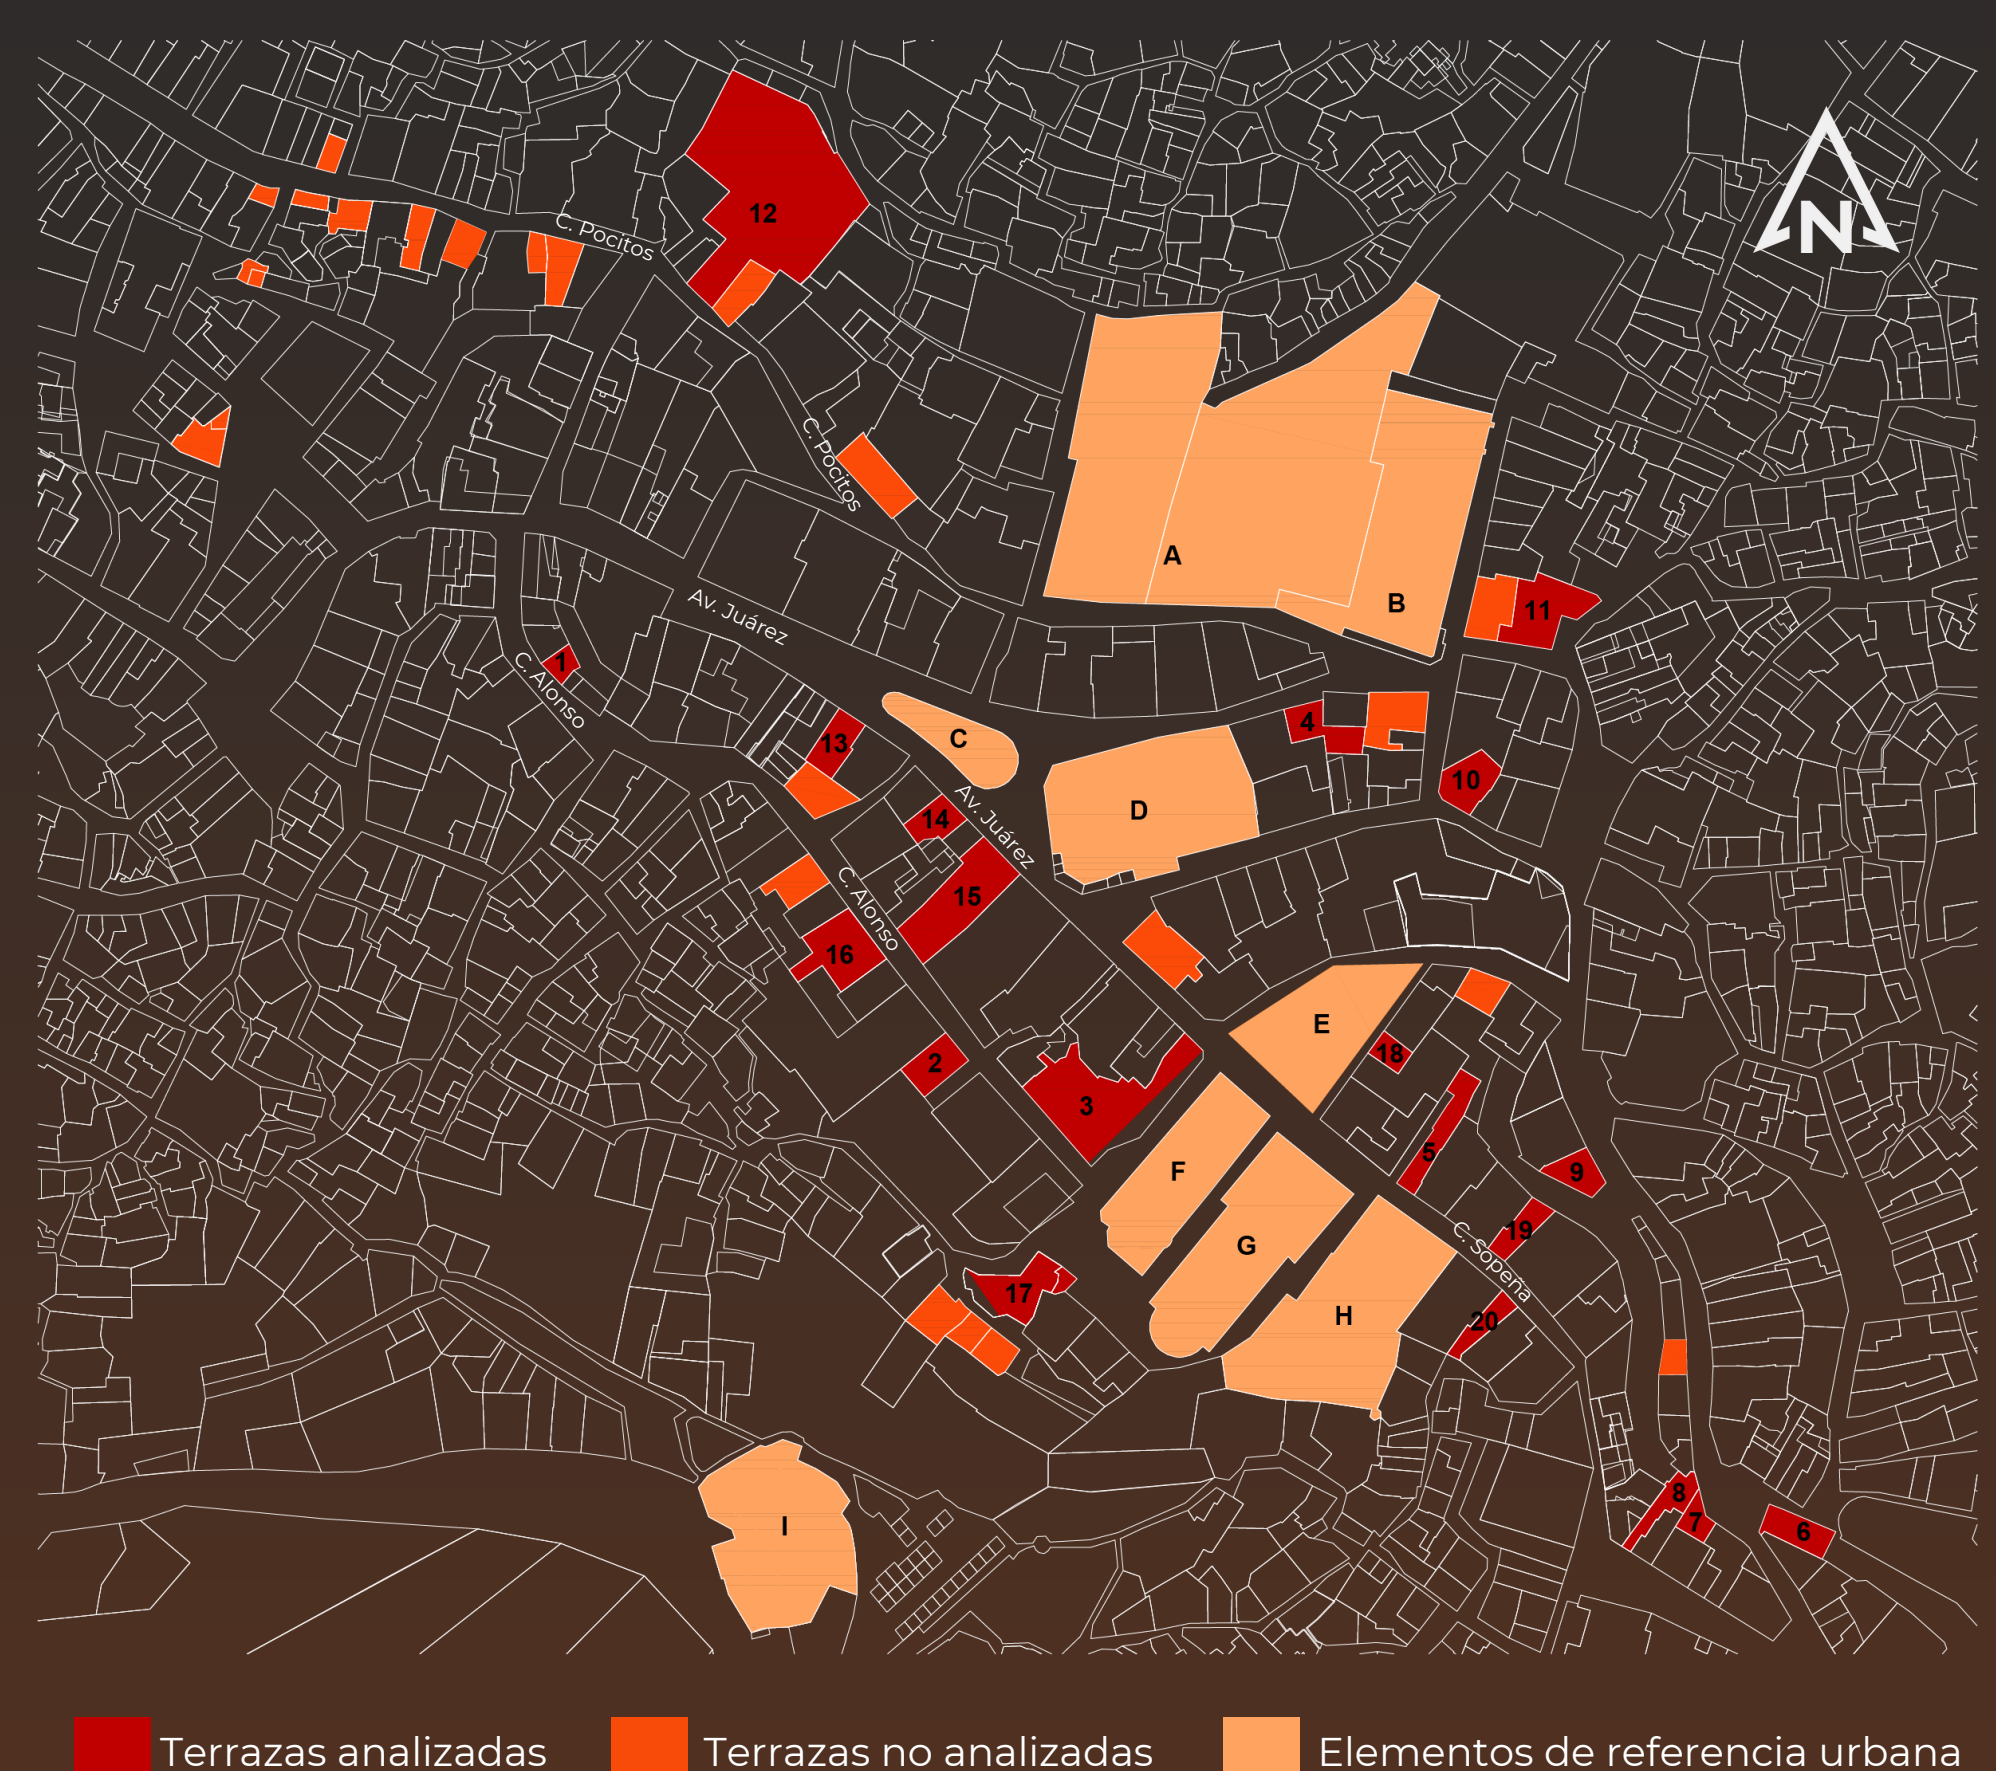 N
12
C. Pocitos
C. Pocitos
A
B
11
Av. Juárez
1
C. Alonso
4
13
C
10
D
14
Av. Juárez
15
C. Alonso
16
E
18
2
3
5
F
9
19
G
C. Sopeña
17
H
20
8
7
6
I
Terrazas analizadas
Terrazas no analizadas
Elementos de referencia urbana